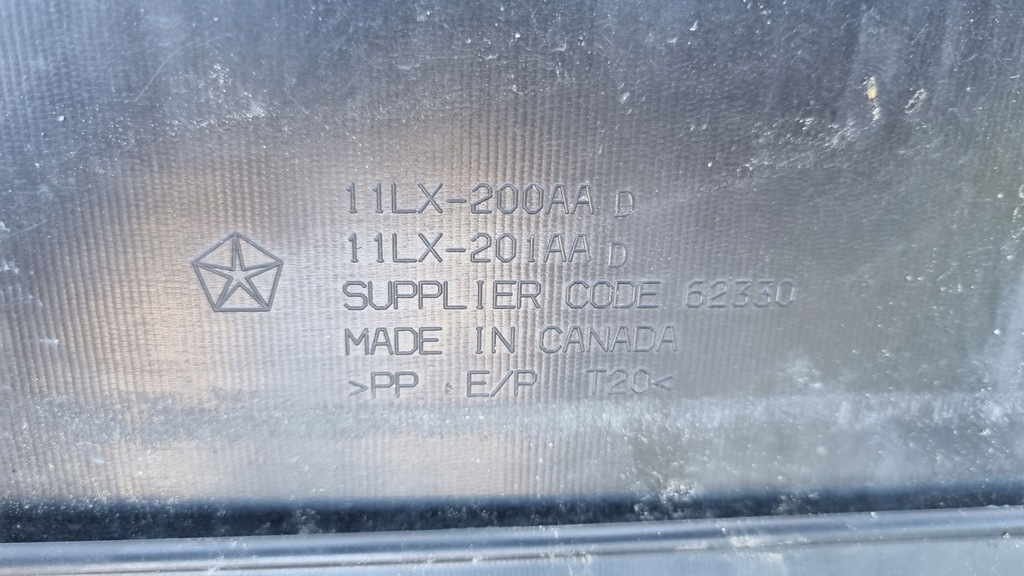 11LX-200AA D
11LX-201AA D
SUPPLIER CODE 62330
MADE IN CANADA
>PP . E/P T20<